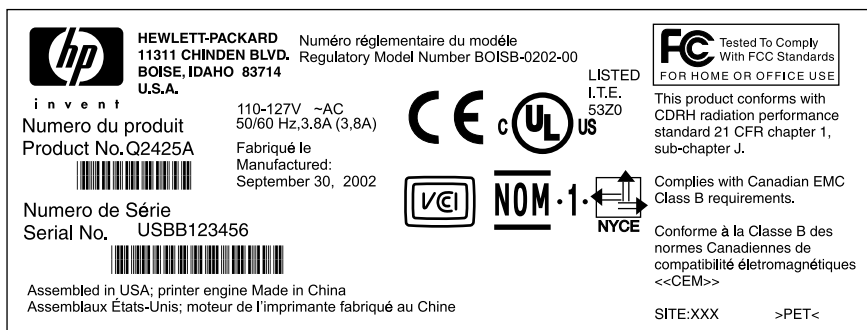 hp
invent
HEWLETT-PACKARD
11311 CHINDEN BLVD.
BOISE, IDAHO 83714
U.S.A.
Numéro réglementaire du modéle
Regulatory Model Number BOISB-0202-00
Numero du produit
Product No. Q2425A
110-127V ~AC
50/60 Hz,3.8A (3,8A)
Fabriqué le
Manufactured:
September 30, 2002
Numero de Série
Serial No. USBB123456
Assembled in USA; printer engine Made in China
Assemblaux États-Unis; moteur de l'imprimante fabriqué au Chine
CE
C UL US
LISTED
I.T.E.
53Z0
VCI
NOM·1·
NYCE
FC Tested To Comply
With FCC Standards
FOR HOME OR OFFICE USE
This product conforms with
CDRH radiation performance
standard 21 CFR chapter 1,
sub-chapter J.
Complies with Canadian EMC
Class B requirements.
Conforme à la Classe B des
normes Canadiennes de
compatibilité életromagnétiques
<<CEM>>
SITE:XXX >PET<